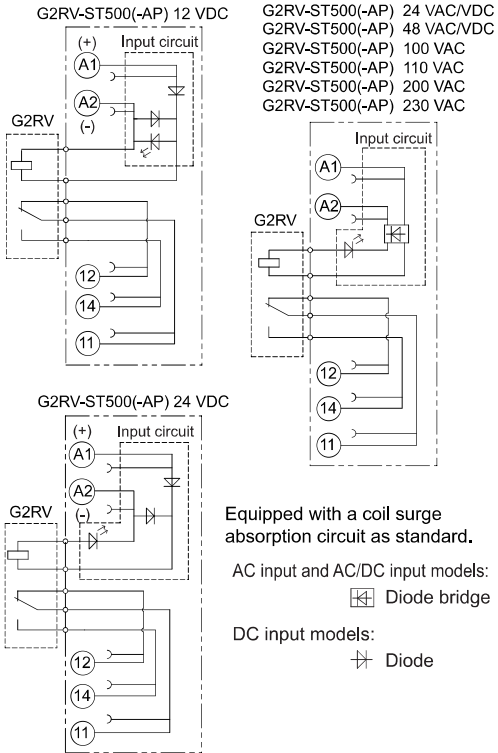 G2RV-ST500(-AP) 12 VDC
(+)
Input circuit
A1
A2
(-)
G2RV
12
14
11
G2RV-ST500(-AP) 24 VAC/VDC
G2RV-ST500(-AP) 48 VAC/VDC
G2RV-ST500(-AP) 100 VAC
G2RV-ST500(-AP) 110 VAC
G2RV-ST500(-AP) 200 VAC
G2RV-ST500(-AP) 230 VAC
Input circuit
A1
A2
G2RV
12
14
11
G2RV-ST500(-AP) 24 VDC
(+)
Input circuit
A1
A2
(-)
G2RV
12
14
11
Equipped with a coil surge
absorption circuit as standard.
AC input and AC/DC input models:
Diode bridge
DC input models:
Diode